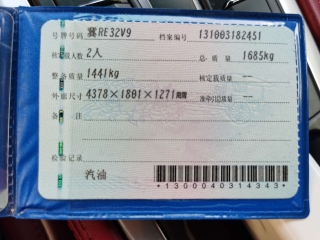 号牌号码 冀RE32V9 档案编号 131003182451
核定载人数 2人 总质量 1685kg
整备质量 1441kg 核定载质量 --
外廓尺寸 4378×1801×1271mm 准牵引总质量 --
备注
检验记录
汽油
*1300040314343*